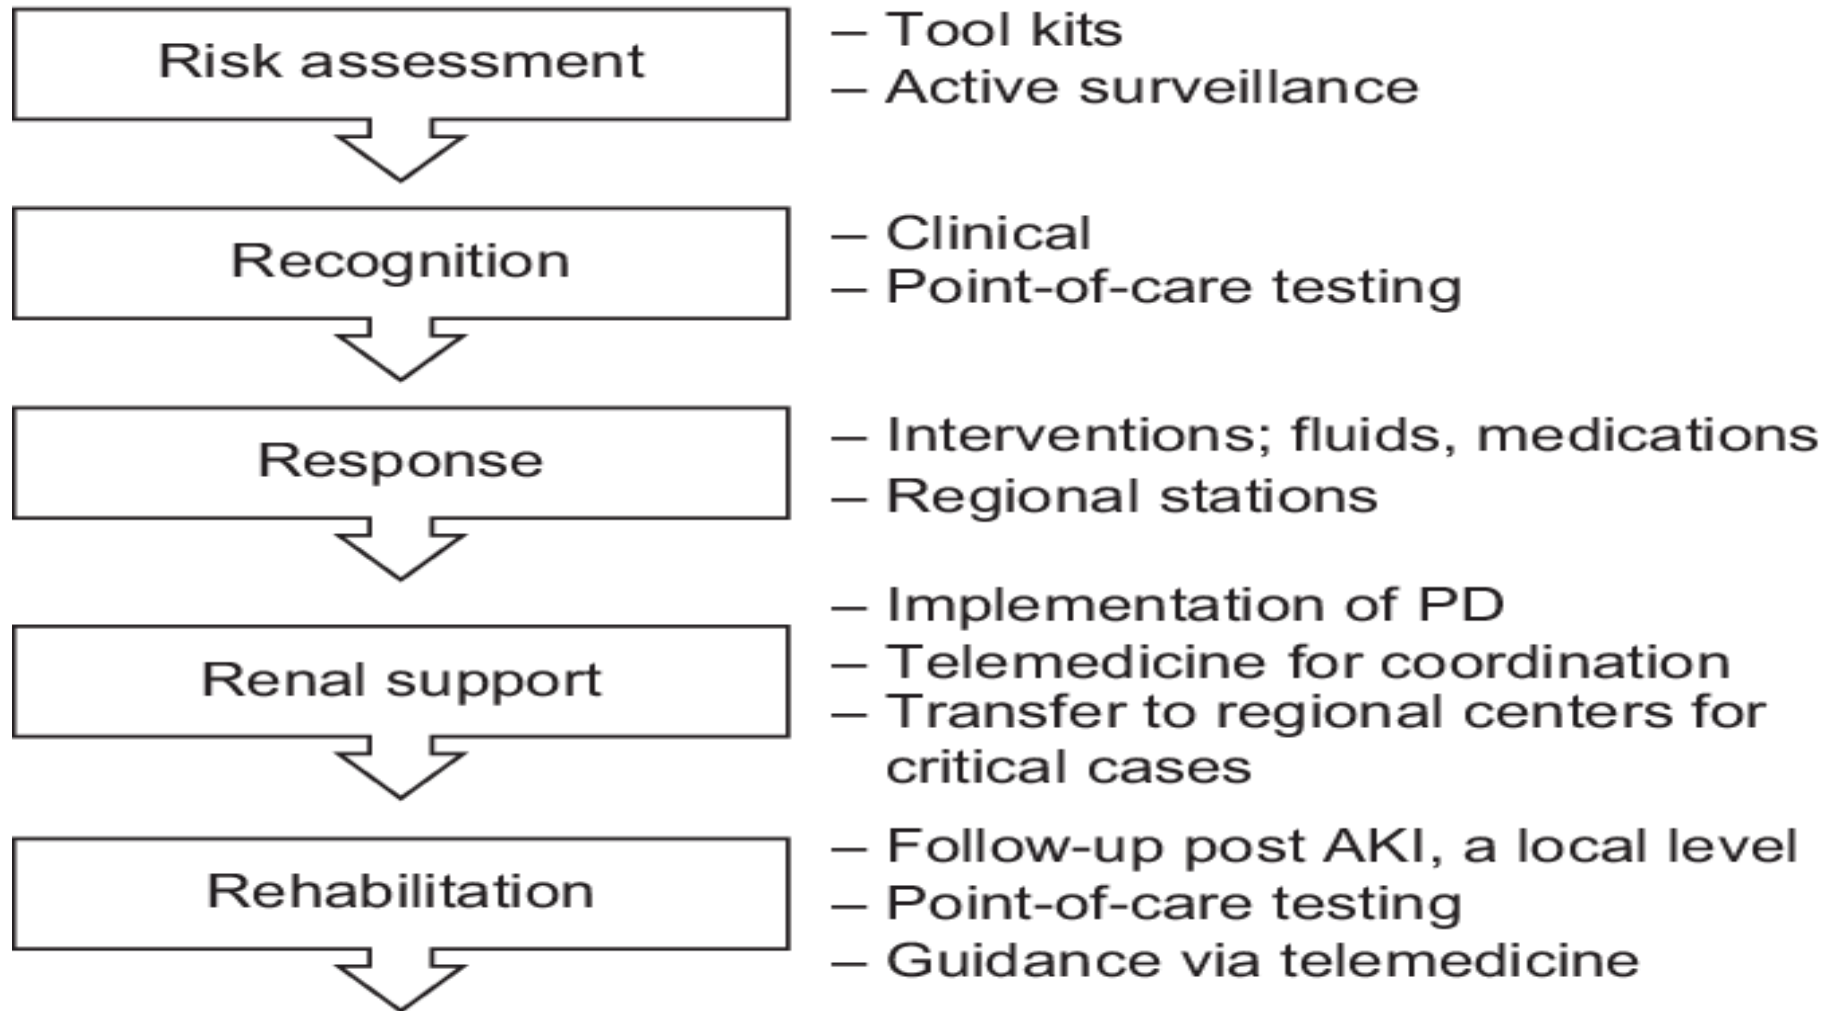 Risk assessment
– Tool kits
– Active surveillance
Recognition
– Clinical
– Point-of-care testing
Response
– Interventions; fluids, medications
– Regional stations
Renal support
– Implementation of PD
– Telemedicine for coordination
– Transfer to regional centers for
critical cases
Rehabilitation
– Follow-up post AKI, a local level
– Point-of-care testing
– Guidance via telemedicine